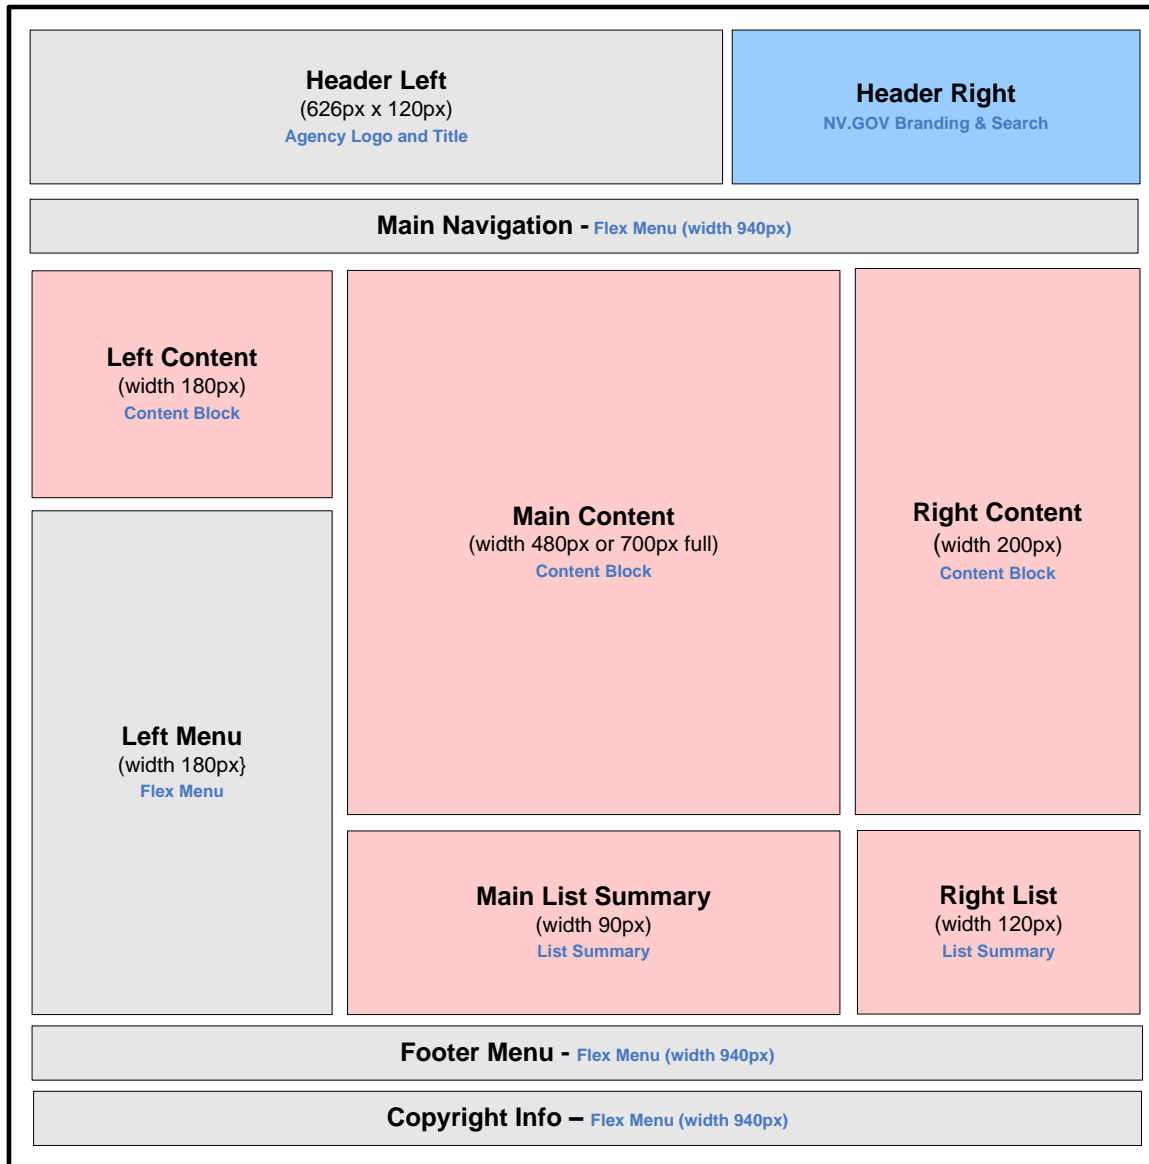 Header Left
(626px x 120px)
Agency Logo and Title
Header Right
NV.GOV Branding & Search
Main Navigation - Flex Menu (width 940px)
Left Content
(width 180px)
Content Block
Main Content
(width 480px or 700px full)
Content Block
Right Content
(width 200px)
Content Block
Left Menu
(width 180px}
Flex Menu
Main List Summary
(width 90px)
List Summary
Right List
(width 120px)
List Summary
Footer Menu - Flex Menu (width 940px)
Copyright Info – Flex Menu (width 940px)